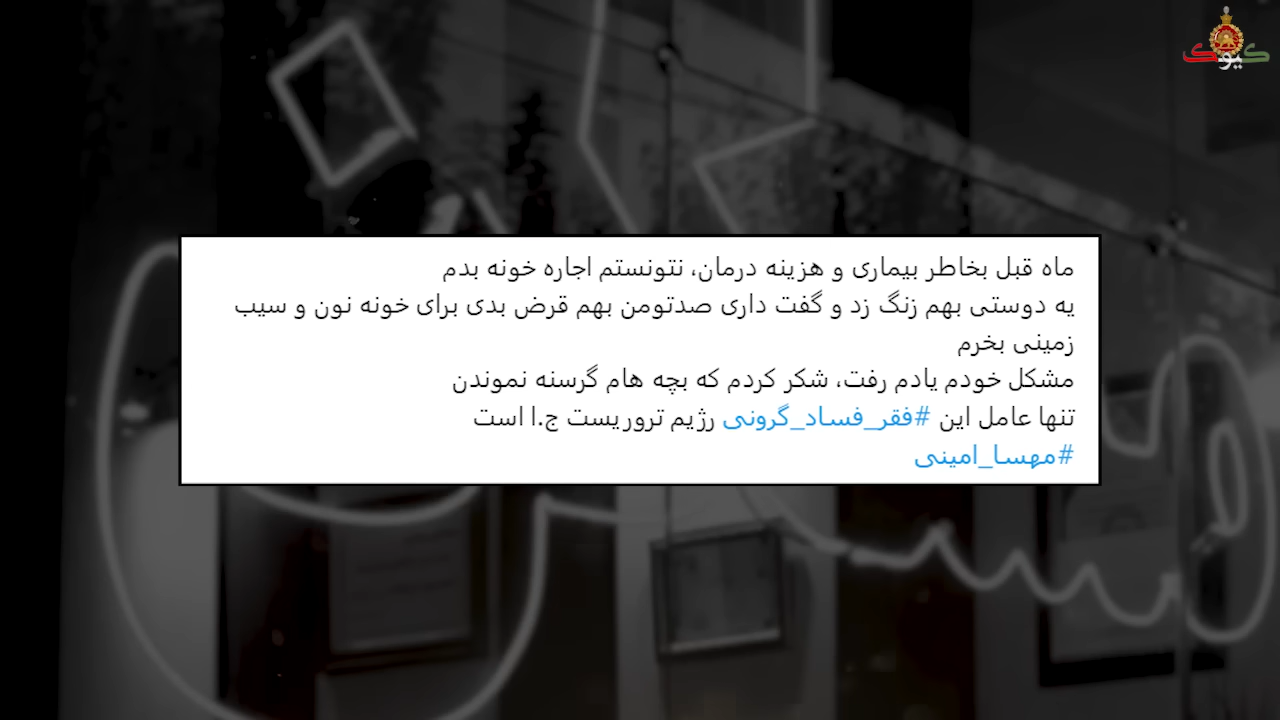 کیوک
ماه قبل بخاطر بیماری و هزینه درمان، نتونستم اجاره خونه بدم
یه دوستی بهم زنگ زد و گفت داری صدتومن بهم قرض بدی برای خونه نون و سیب
زمینی بخرم
مشکل خودم یادم رفت، شکر کردم که بچه هام گرسنه نموندن
تنها عامل این #فقر_فساد_گرونی رژیم تروریست ج.ا است
#مهسا_امینی